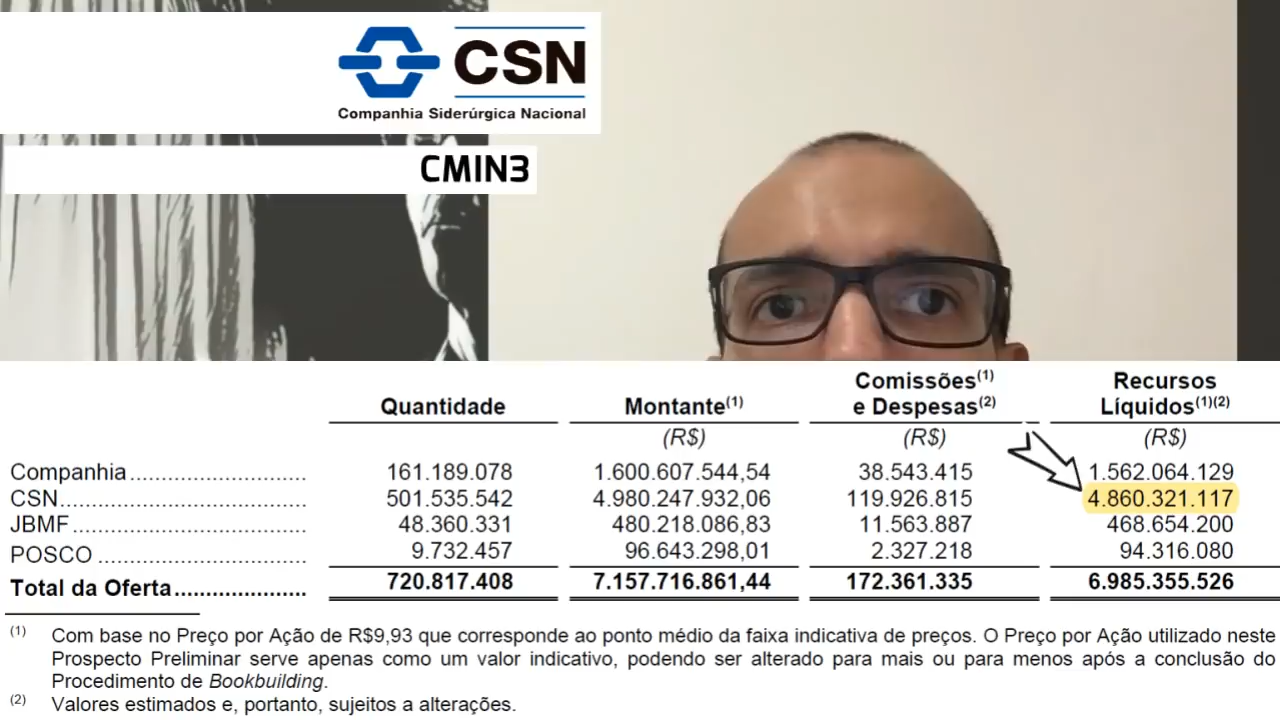 CSN
Companhia Siderúrgica Nacional
CMIN3
Quantidade Montante(1) Comissões(1) e Despesas(2) Recursos Líquidos(1)(2)
(R$) (R$) (R$)
Companhia 161.189.078 1.600.607.544,54 38.543.415 1.562.064.129
CSN 501.535.542 4.980.247.932,06 119.926.815 4.860.321.117
JBMF 48.360.331 480.218.086,83 11.563.887 468.654.200
POSCO 9.732.457 96.643.298,01 2.327.218 94.316.080
Total da Oferta 720.817.408 7.157.716.861,44 172.361.335 6.985.355.526
(1) Com base no Preço por Ação de R$9,93 que corresponde ao ponto médio da faixa indicativa de preços. O Preço por Ação utilizado neste
Prospecto Preliminar serve apenas como um valor indicativo, podendo ser alterado para mais ou para menos após a conclusão do
Procedimento de Bookbuilding.
(2) Valores estimados e, portanto, sujeitos a alterações.